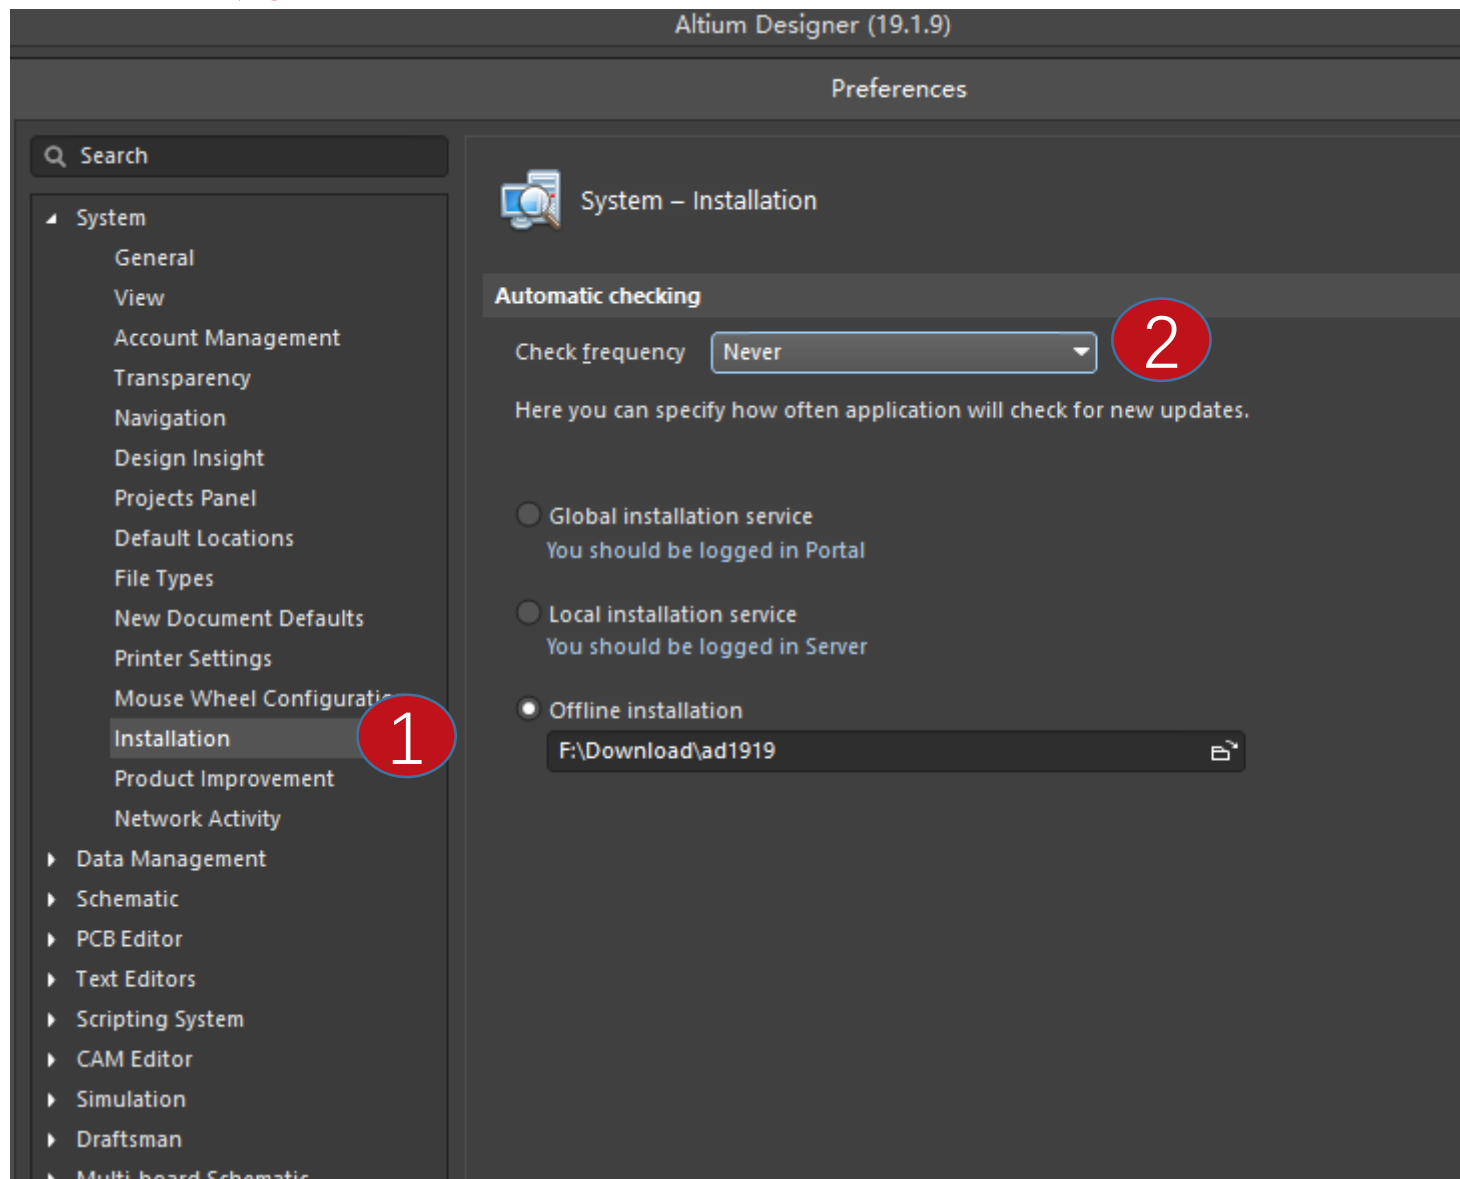 Altium Designer (19.1.9)
Preferences
Search
System
General
View
Account Management
Transparency
Navigation
Design Insight
Projects Panel
Default Locations
File Types
New Document Defaults
Printer Settings
Mouse Wheel Configuratio
Installation
1
Product Improvement
Network Activity
Data Management
Schematic
PCB Editor
Text Editors
Scripting System
CAM Editor
Simulation
Draftsman
Multi-board Schematic
System – Installation
Automatic checking
Check frequency Never
2
Here you can specify how often application will check for new updates.
Global installation service
You should be logged in Portal
Local installation service
You should be logged in Server
Offline installation
F:\Download\ad1919